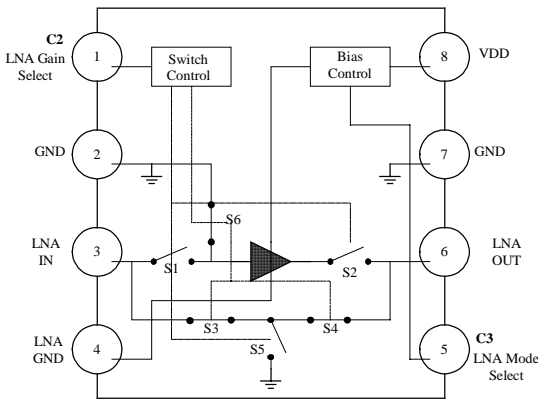 C2
LNA Gain
Select
1
Switch
Control
Bias
Control
8
VDD
GND
2
7
GND
S6
LNA
IN
3
S1
S2
6
LNA
OUT
LNA
GND
4
S3
S4
S5
5
C3
LNA Mode
Select